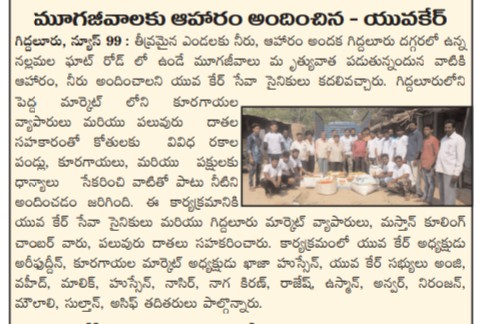 మూగజీవాలకు ఆహారం అందించిన - యువకేర్
గిద్దలూరు, న్యూస్ 99 : తీవ్రమైన ఎండలకు నీరు, ఆహారం అందక గిద్దలూరు దగ్గరలో ఉన్న
నల్లమల ఘాట్ రోడ్ లో ఉండే మూగజీవాలు మ ృత్యువాత పడుతున్నందున వాటికి
ఆహారం, నీరు అందించాలని యువ కేర్ సేవా సైనికులు కదలివచ్చారు. గిద్దలూరులోని
పెద్ద మార్కెట్ లోని కూరగాయల
వ్యాపారులు మరియు పలువురు దాతల
సహకారంతో కోతులకు వివిధ రకాల
పండ్లు, కూరగాయలు, మరియు పక్షులకు
ధాన్యాలు సేకరించి వాటితో పాటు నీటిని
అందించడం జరిగింది. ఈ కార్యక్రమానికి
యువ కేర్ సేవా సైనికులు మరియు గిద్దలూరు మార్కెట్ వ్యాపారులు, మస్తాన్ కూలింగ్
చాంబర్ వారు, పలువురు దాతలు సహకరించారు. కార్యక్రమంలో యువ కేర్ అధ్యక్షుడు
అరీఫుద్దీన్, కూరగాయల మార్కెట్ అధ్యక్షుడు ఖాజా హుస్సేన్, యువ కేర్ సభ్యులు అంజి,
వహీద్, మాలిక్, హుస్సేన్, నాసిర్, నాగ కిరణ్, రాజేష్, ఉస్మాన్, అన్వర్, నిరంజన్,
మౌలాలి, సుల్తాన్, అసిఫ్ తదితరులు పాల్గొన్నారు.